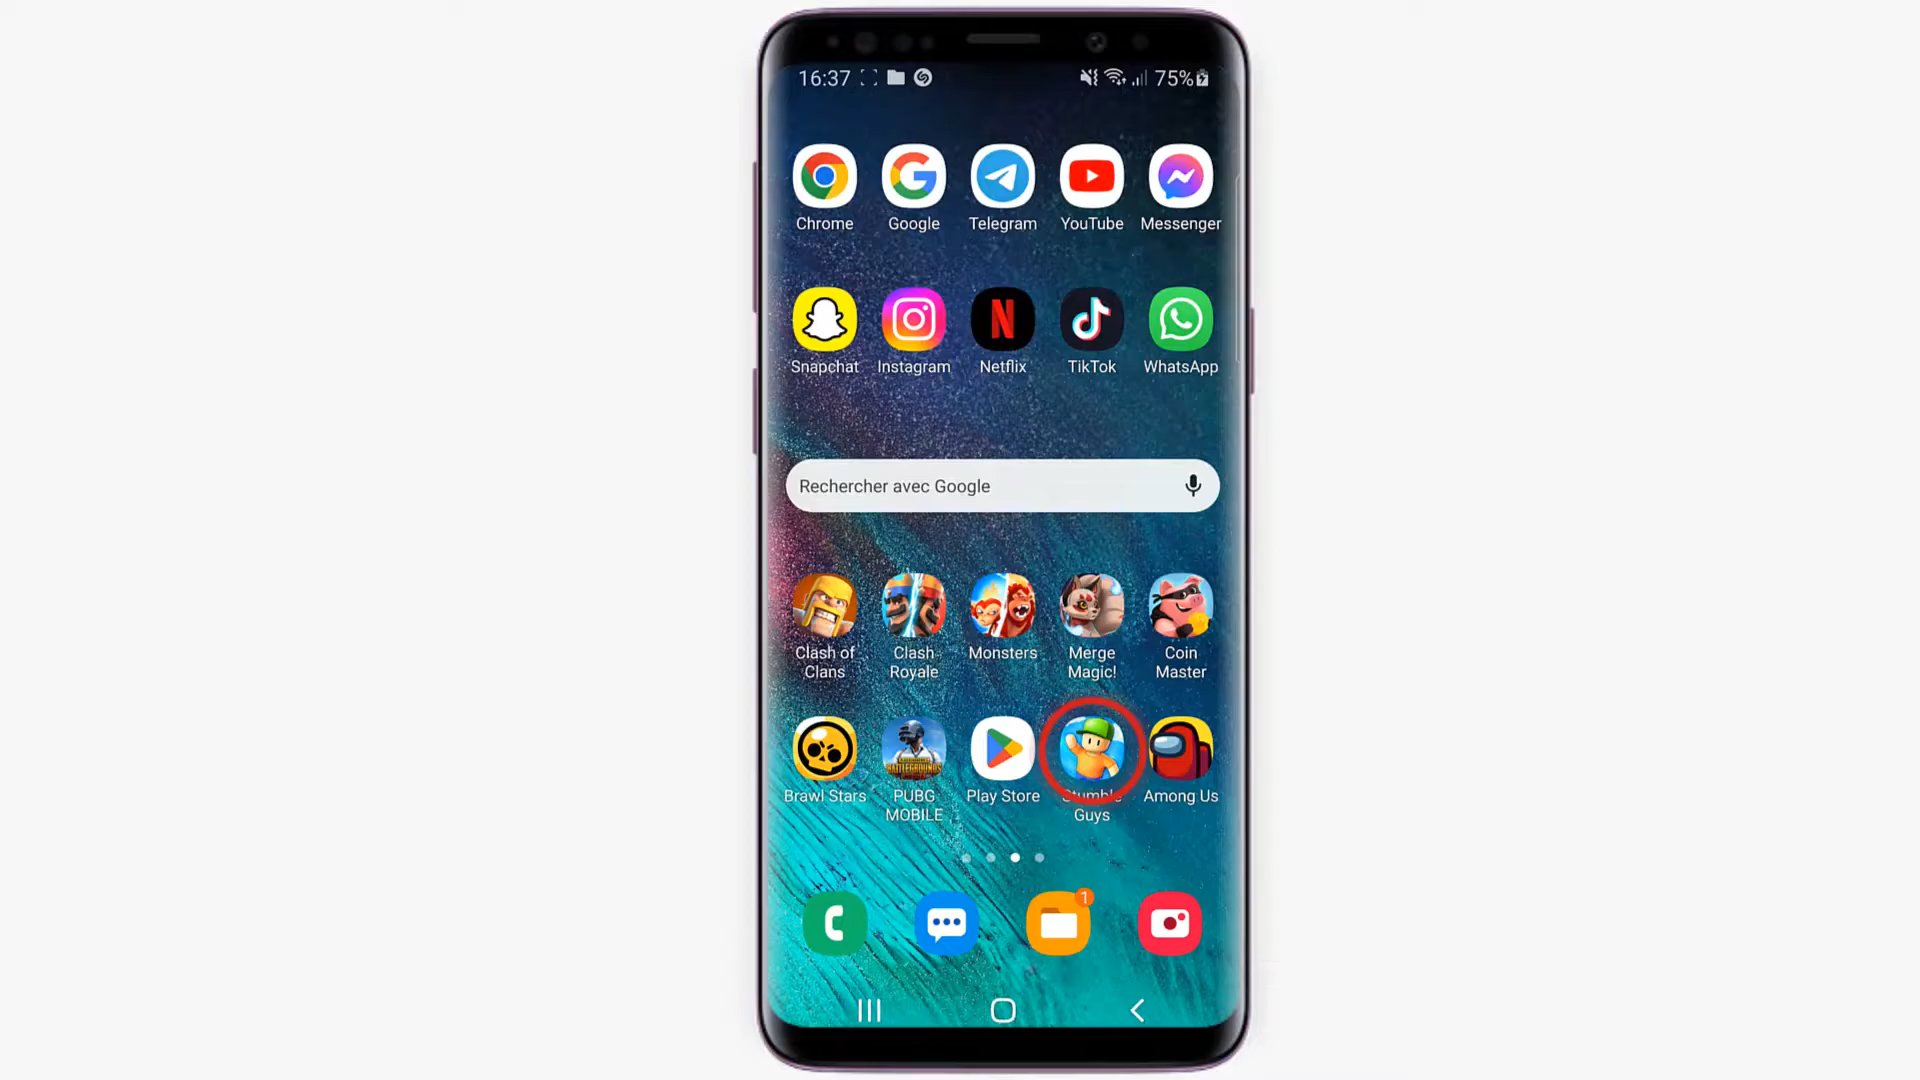 16:37 75%
Chrome Google Telegram YouTube Messenger
Snapchat Instagram Netflix TikTok WhatsApp
Rechercher avec Google
Clash of Clans
Clash Royale
Monsters
Merge Magic!
Coin Master
Brawl Stars
PUBG MOBILE
Play Store
Stumble Guys
Among Us
1